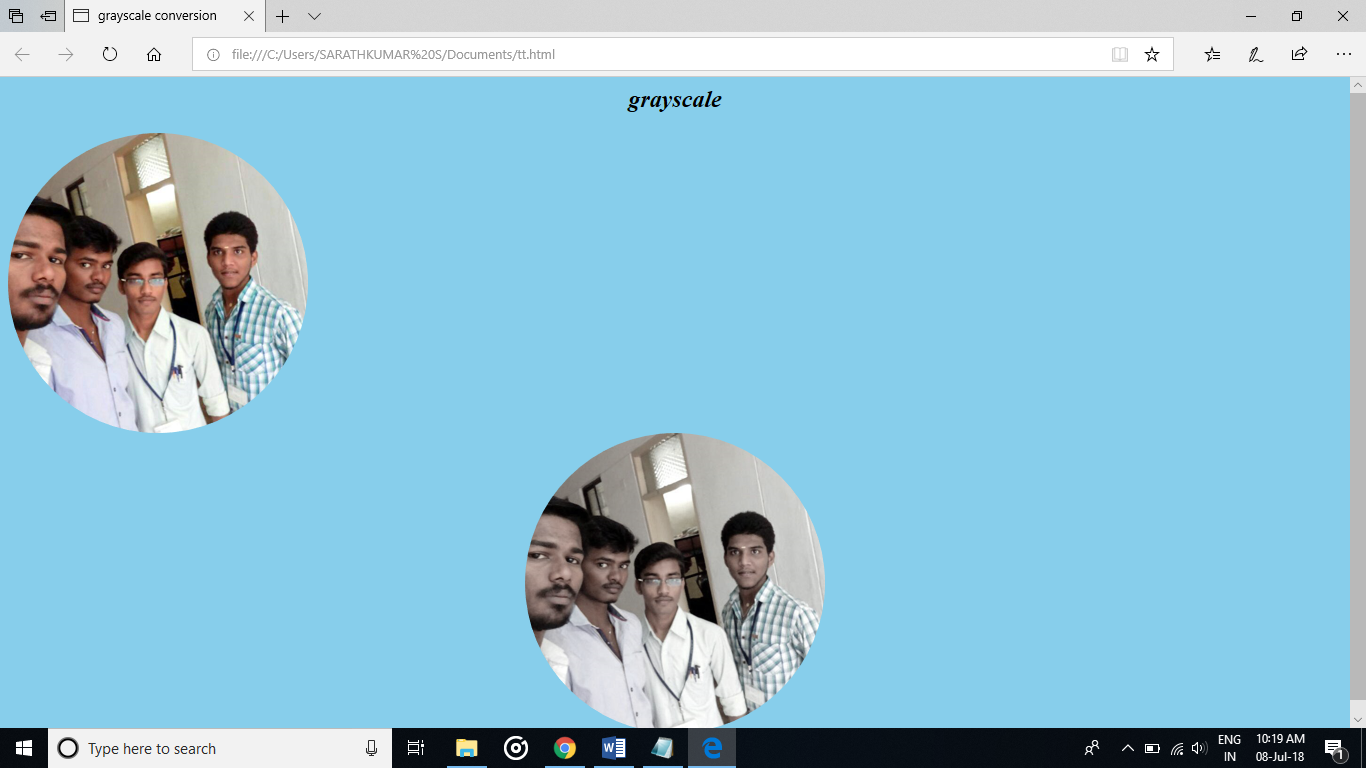 grayscale conversion
file:///C:/Users/SARATHKUMAR%20S/Documents/tt.html
grayscale
Type here to search
ENG
IN
10:19 AM
08-Jul-18
1